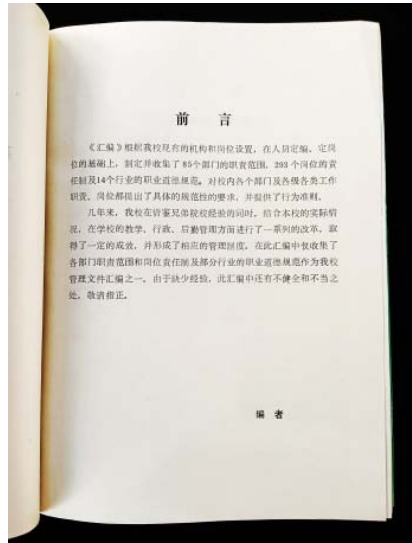 前言
《汇编》根据我校现有的机构和岗位设置，在人员定编、定岗
位的基础上，制定并收集了85个部门的职责范围，293个岗位的责
任制及14个行业的职业道德规范。对校内各个部门及各级各类工作
职责、岗位都提出了具体的规范性的要求，并提供了行为准则。
几年来，我校在借鉴兄弟院校经验的同时，结合本校的实际情
况，在学校的教学、行政、后勤管理方面进行了一系列的改革，取
得了一定的成效，并形成了相应的管理制度。在此汇编中仅收集了
各部门职责范围和岗位责任制及部分行业的职业道德规范作为我校
管理文件汇编之一。由于缺少经验，此汇编中还有不健全和不当之
处，敬请指正。
编者